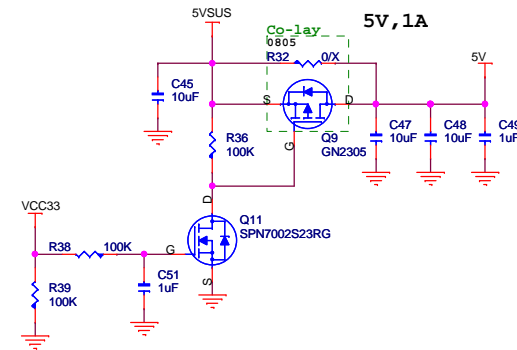 5VSUS
Co-lay
5V,1A
0805
R32
0/X
5V
C45
10uF
S
D
Q9
GN2305
G
C47
10uF
C48
10uF
C49
1uF
R36
100K
VCC33
D
Q11
SPN7002S23RG
R38
100K
G
S
R39
100K
C51
1uF